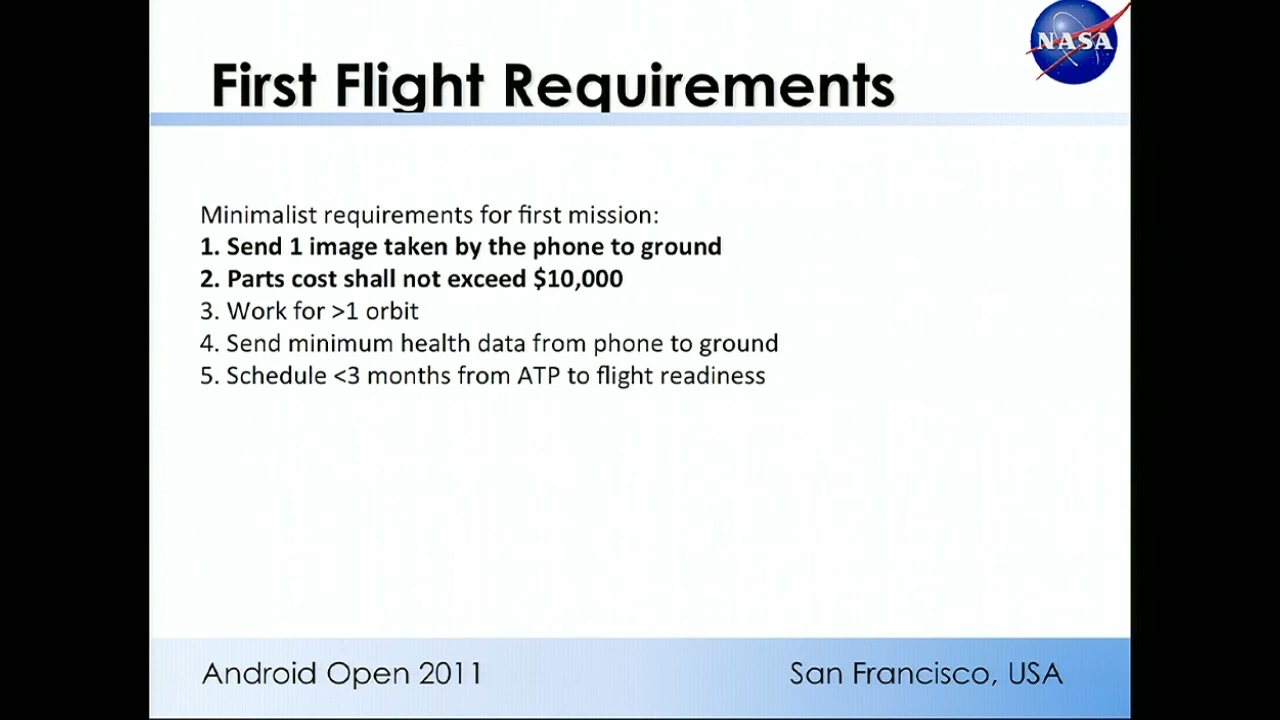 NASA
First Flight Requirements
Minimalist requirements for first mission:
1. Send 1 image taken by the phone to ground
2. Parts cost shall not exceed $10,000
3. Work for >1 orbit
4. Send minimum health data from phone to ground
5. Schedule <3 months from ATP to flight readiness
Android Open 2011
San Francisco, USA